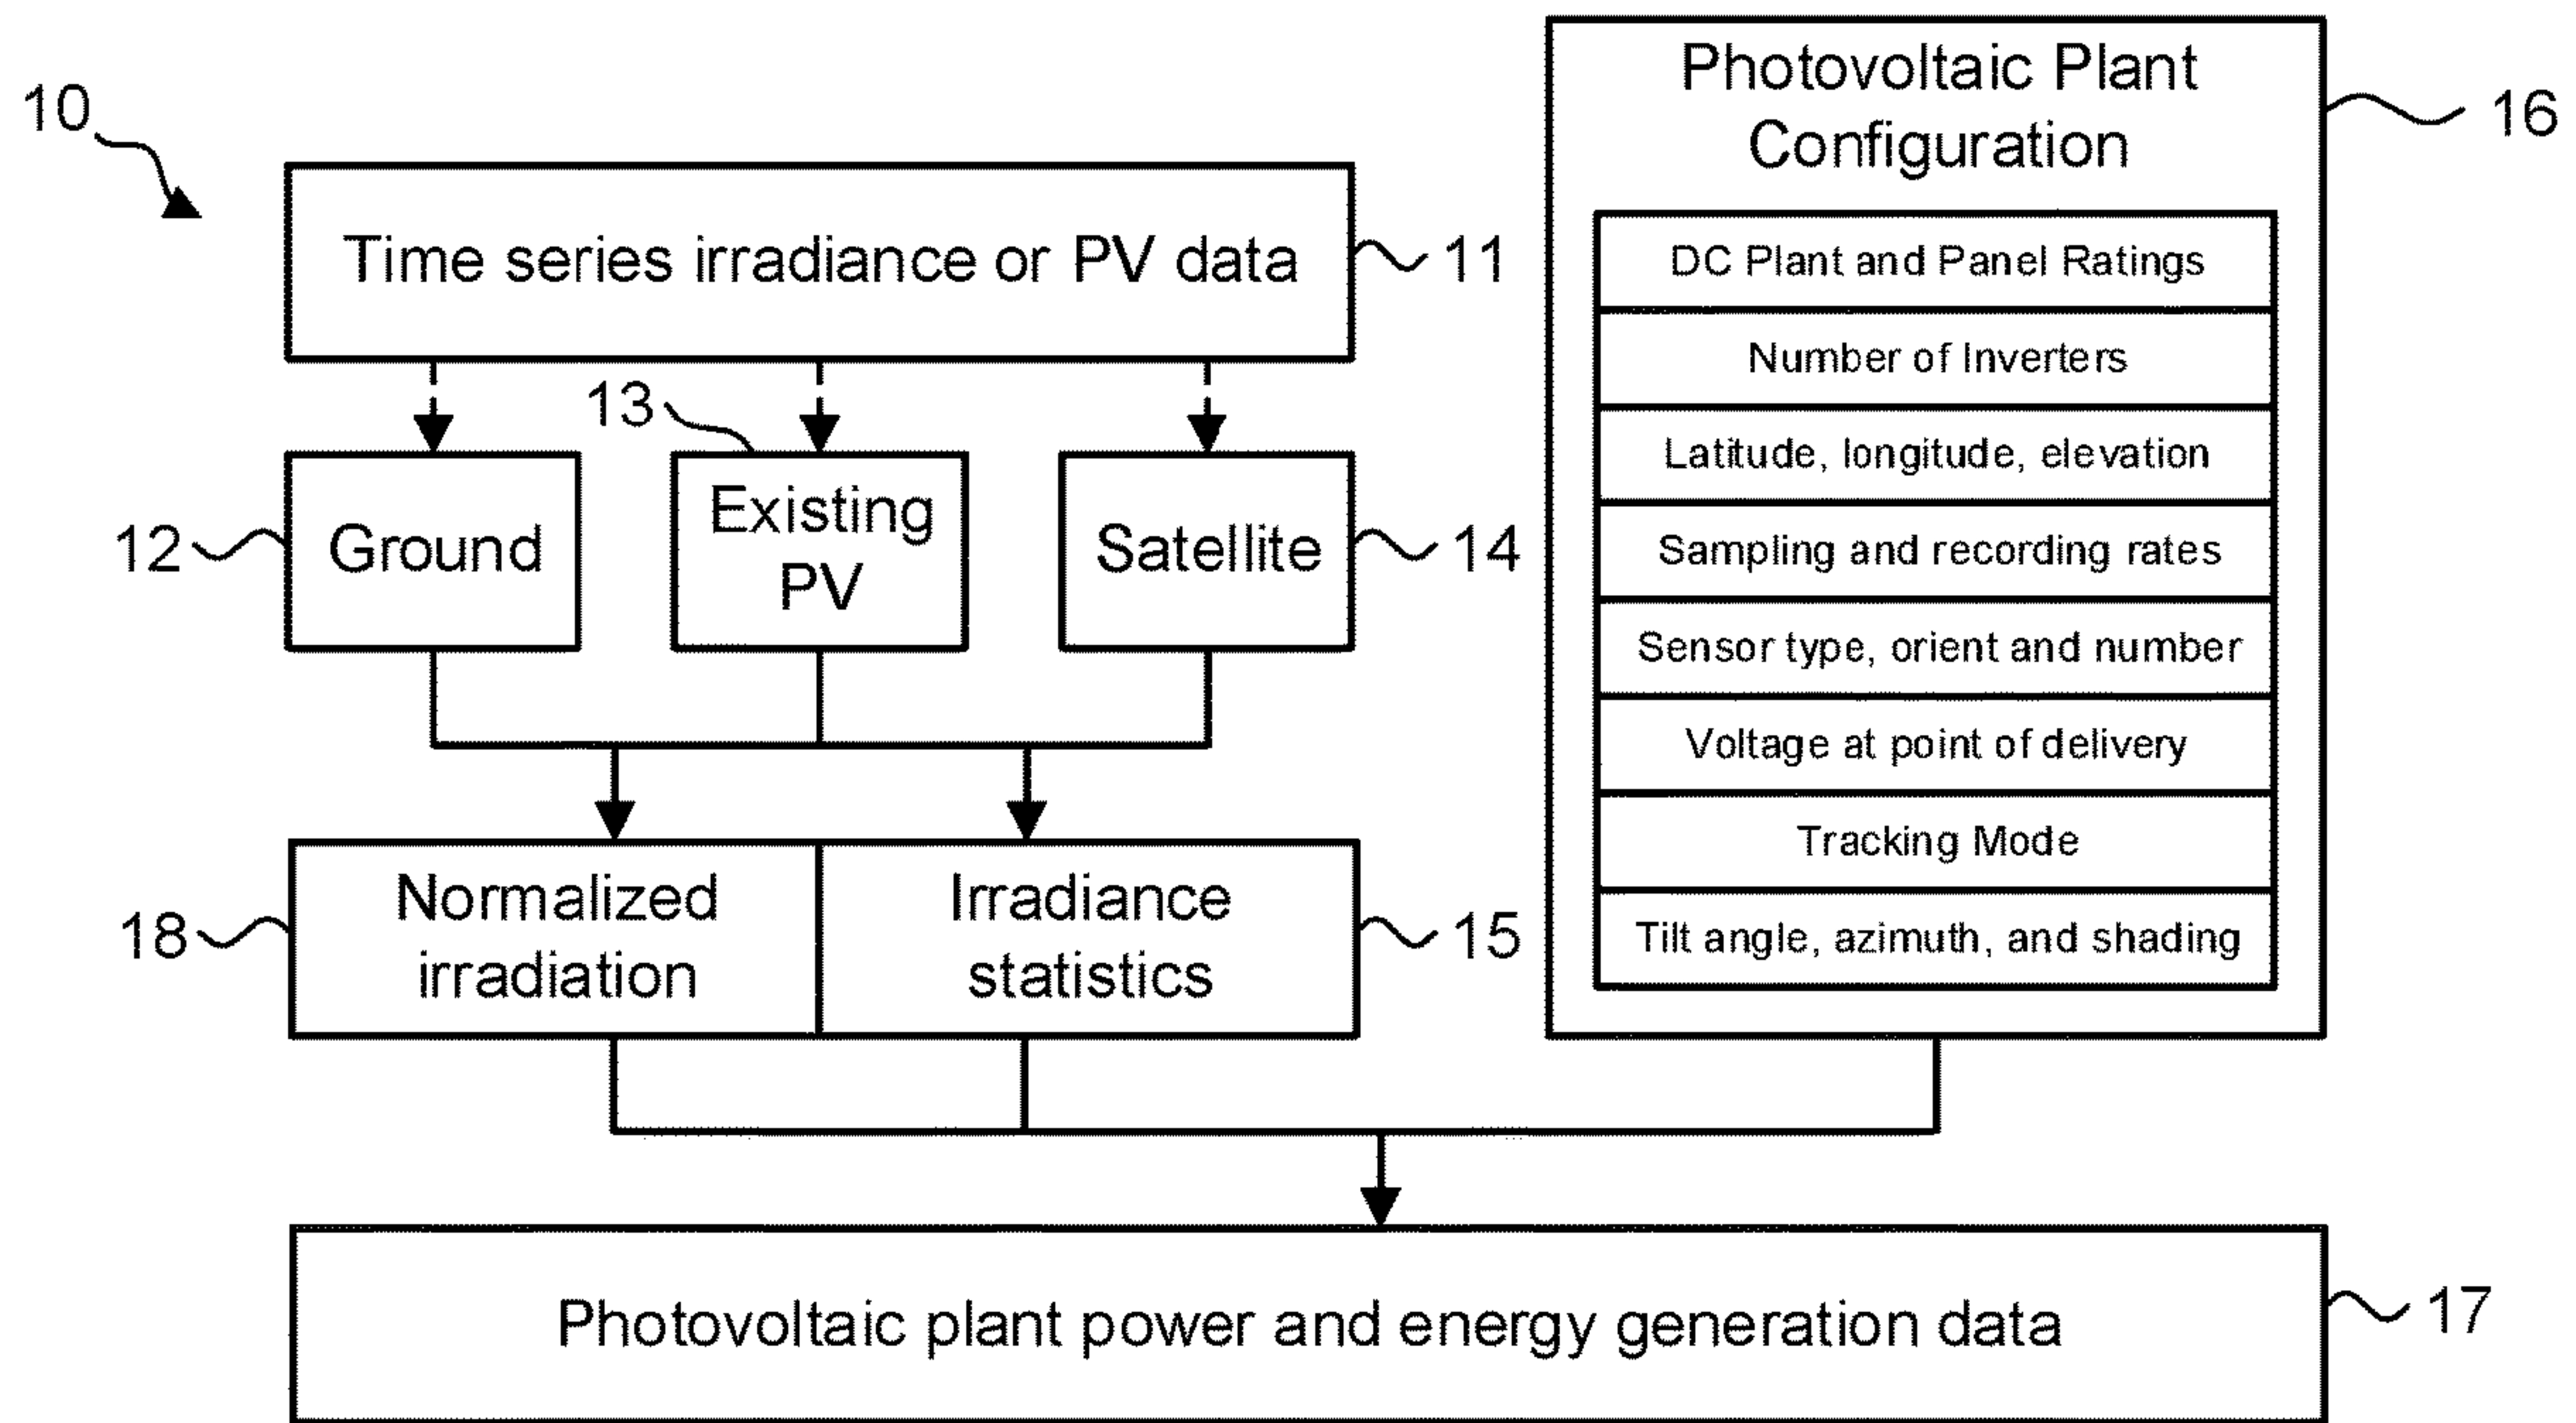 10
Time series irradiance or PV data
11
12
Ground
13
Existing
PV
Satellite
14
18
Normalized
irradiation
Irradiance
statistics
15
Photovoltaic Plant
Configuration
16
DC Plant and Panel Ratings
Number of Inverters
Latitude, longitude, elevation
Sampling and recording rates
Sensor type, orient and number
Voltage at point of delivery
Tracking Mode
Tilt angle, azimuth, and shading
Photovoltaic plant power and energy generation data
17